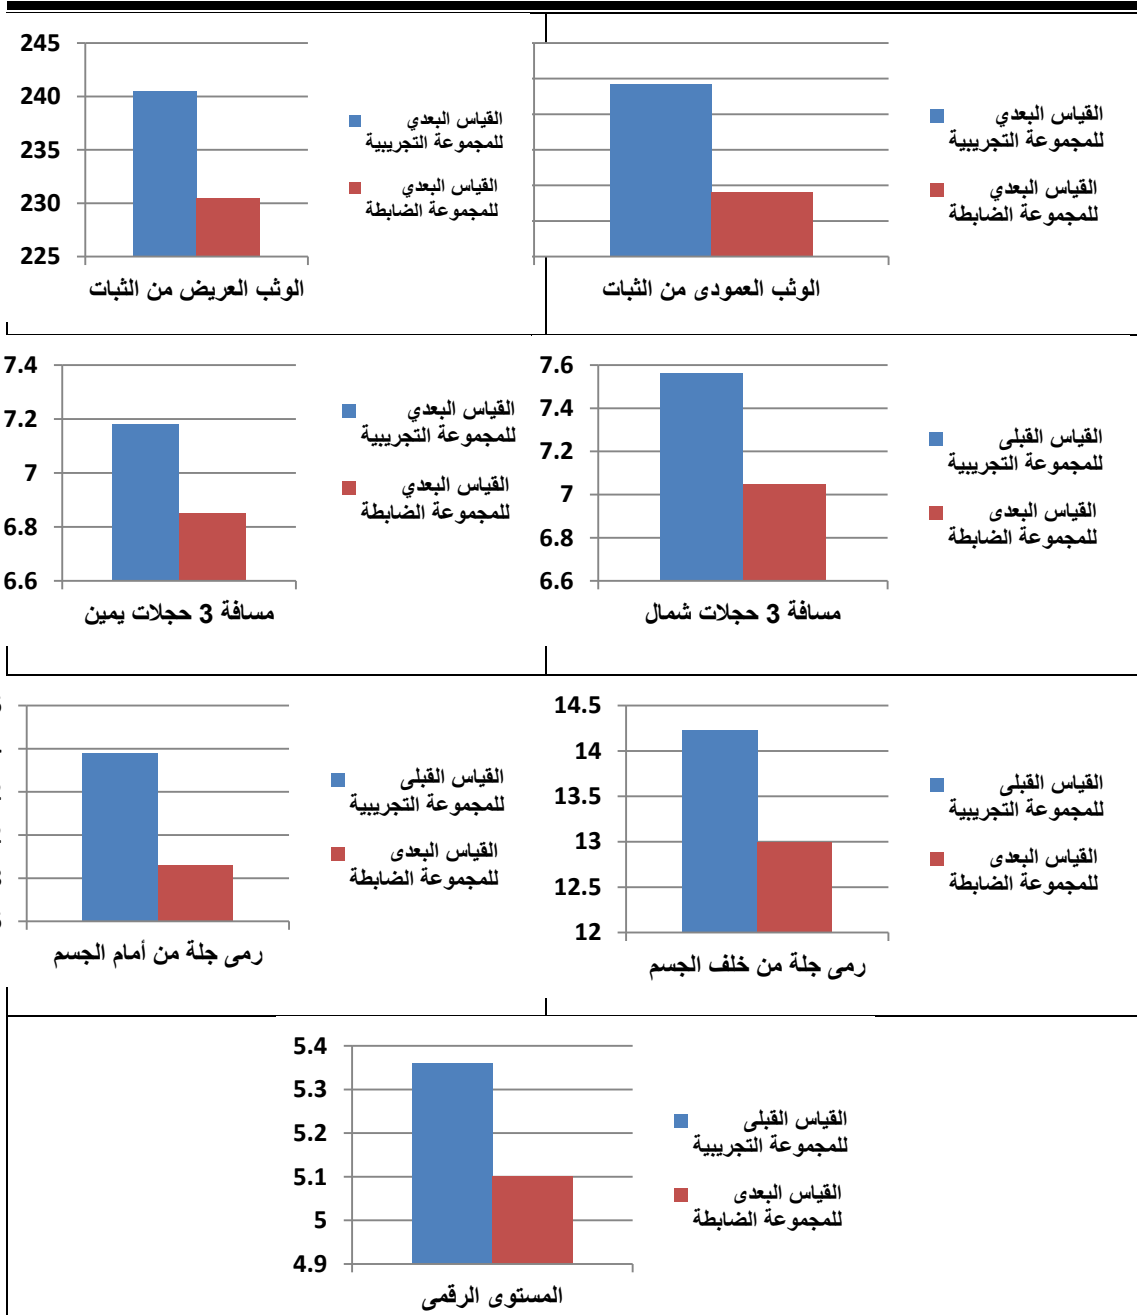 245
240
235
230
225
القياس البعدي
للمجموعة التجريبية
القياس البعدي
للمجموعة الضابطة
الوثب العريض من الثبات
القياس البعدي
للمجموعة التجريبية
القياس البعدي
للمجموعة الضابطة
الوثب العمودى من الثبات
7.4
7.2
7
6.8
6.6
القياس البعدي
للمجموعة التجريبية
القياس البعدي
للمجموعة الضابطة
مسافة 3 حجلات يمين
7.6
7.4
7.2
7
6.8
6.6
القياس القبلى
للمجموعة التجريبية
القياس البعدى
للمجموعة الضابطة
مسافة 3 حجلات شمال
القياس القبلى
للمجموعة التجريبية
القياس البعدى
للمجموعة الضابطة
رمى جلة من أمام الجسم
14.5
14
13.5
13
12.5
12
القياس القبلى
للمجموعة التجريبية
القياس البعدى
للمجموعة الضابطة
رمى جلة من خلف الجسم
5.4
5.3
5.2
5.1
5
4.9
القياس القبلى
للمجموعة التجريبية
القياس البعدى
للمجموعة الضابطة
المستوى الرقمى